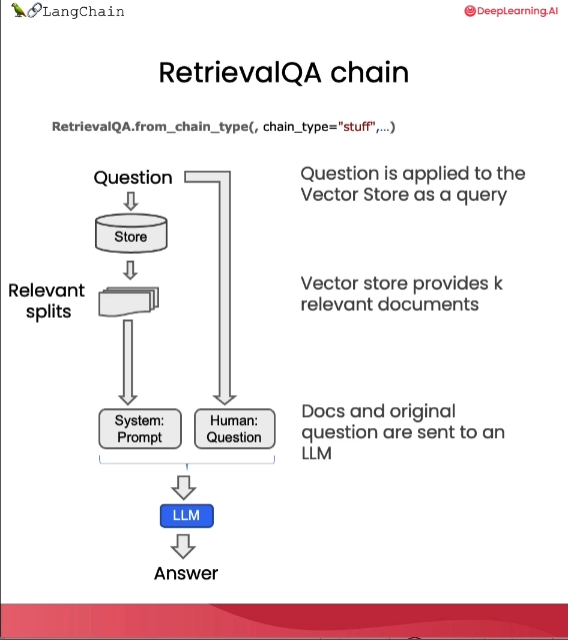 LangChain
DeepLearning.AI
RetrievalQA chain
RetrievalQA.from_chain_type(, chain_type="stuff",...)
Question
Question is applied to the
Vector Store as a query
Store
Relevant
splits
Vector store provides k
relevant documents
System:
Prompt
Human:
Question
Docs and original
question are sent to an
LLM
LLM
Answer